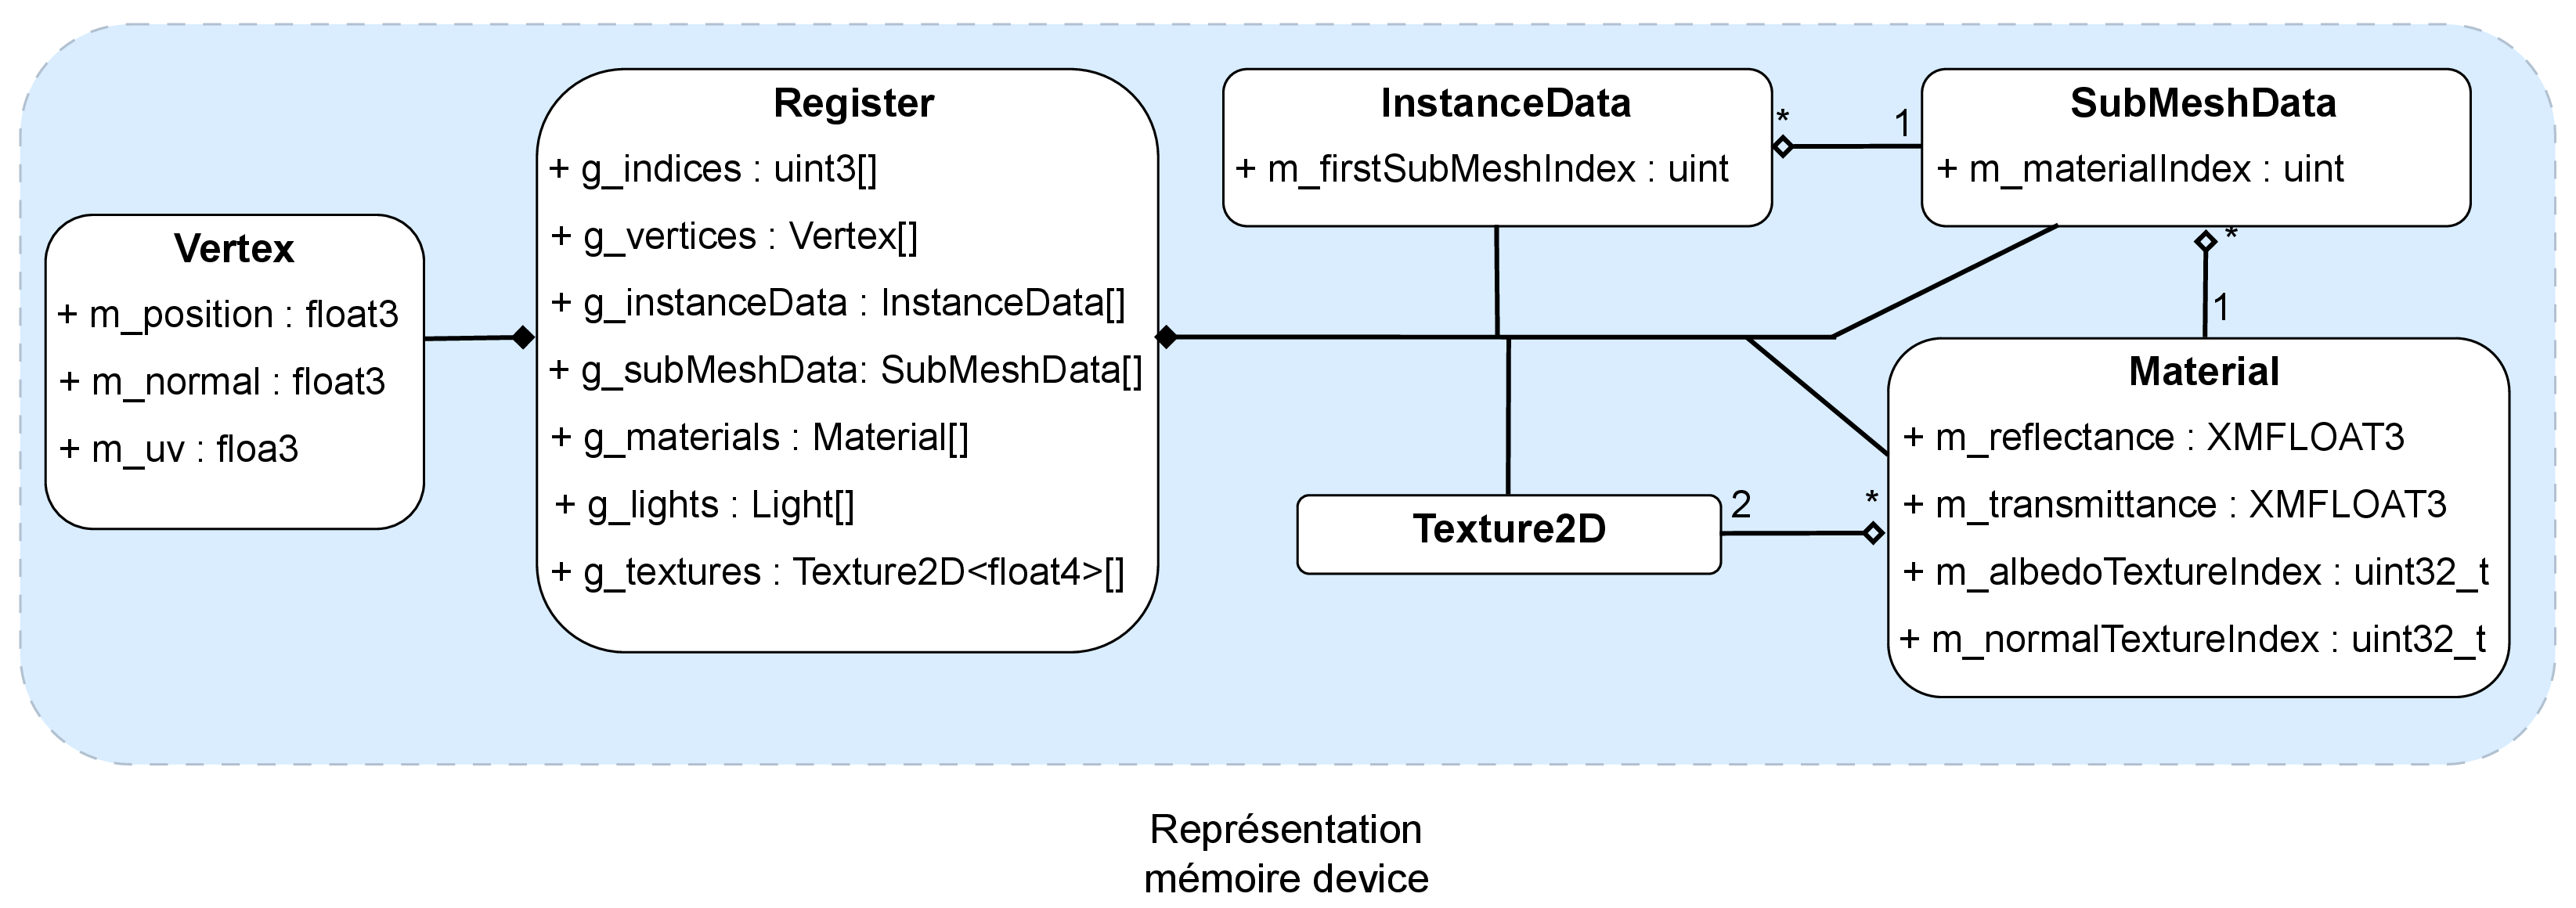 Vertex
+ m_position : float3
+ m_normal : float3
+ m_uv : floa3
Register
+ g_indices : uint3[]
+ g_vertices : Vertex[]
+ g_instanceData : InstanceData[]
+ g_subMeshData: SubMeshData[]
+ g_materials : Material[]
+ g_lights : Light[]
+ g_textures : Texture2D<float4>[]
InstanceData
+ m_firstSubMeshIndex : uint
* 1
SubMeshData
+ m_materialIndex : uint
*
1
Texture2D
2 *
Material
+ m_reflectance : XMFLOAT3
+ m_transmittance : XMFLOAT3
+ m_albedoTextureIndex : uint32_t
+ m_normalTextureIndex : uint32_t
Représentation
mémoire device